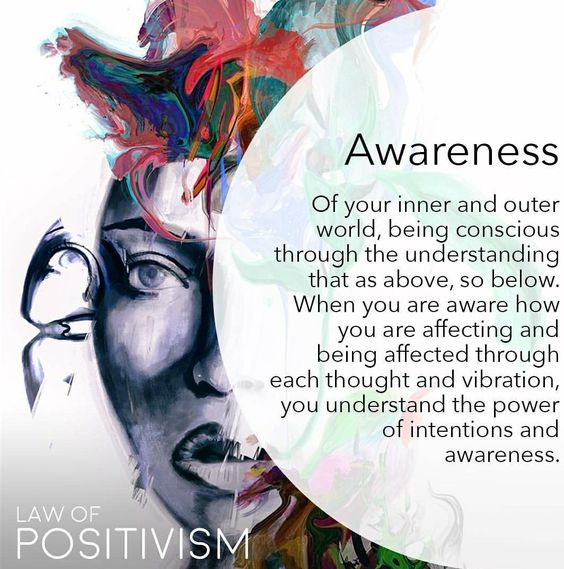 Awareness
Of your inner and outer
world, being conscious
through the understanding
that as above, so below.
When you are aware how
you are affecting and
being affected through
each thought and vibration,
you understand the power
of intentions and
awareness.
LAW OF
POSITIVISM